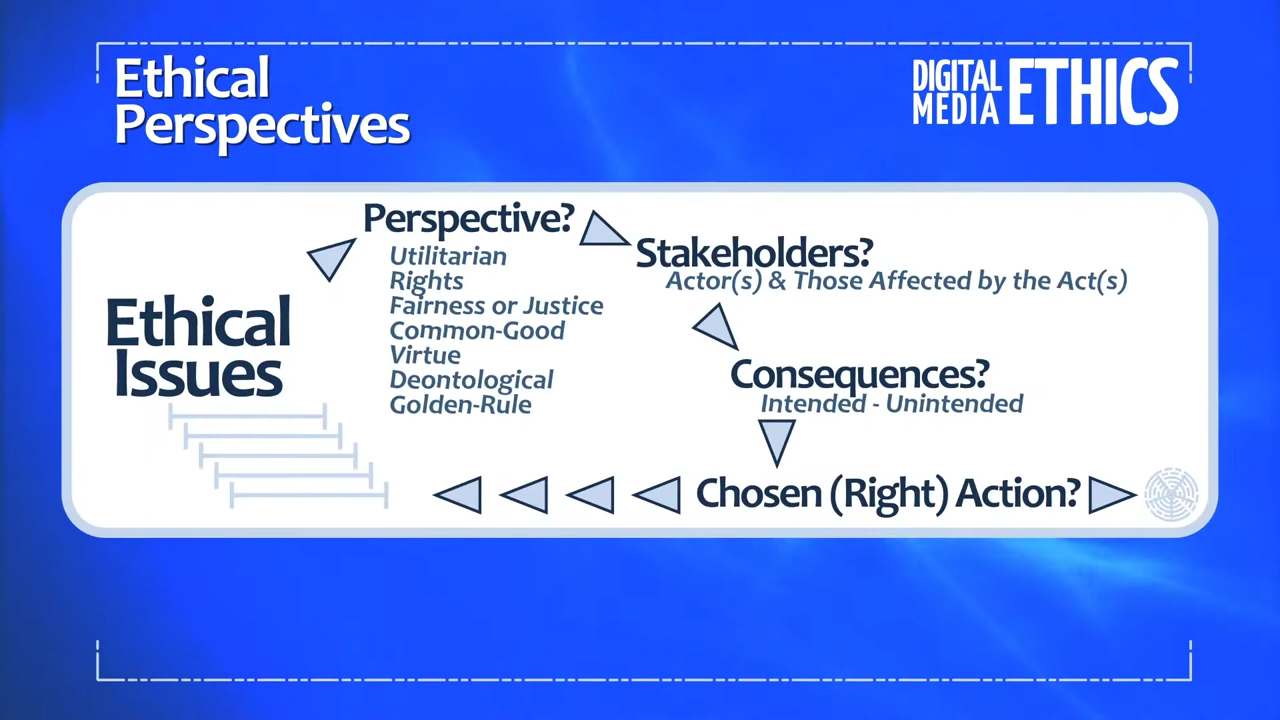 Ethical
Perspectives
DIGITAL
MEDIA
ETHICS
Ethical
Issues
Perspective?
Utilitarian
Rights
Fairness or Justice
Common-Good
Virtue
Deontological
Golden-Rule
Stakeholders?
Actor(s) & Those Affected by the Act(s)
Consequences?
Intended - Unintended
Chosen (Right) Action?